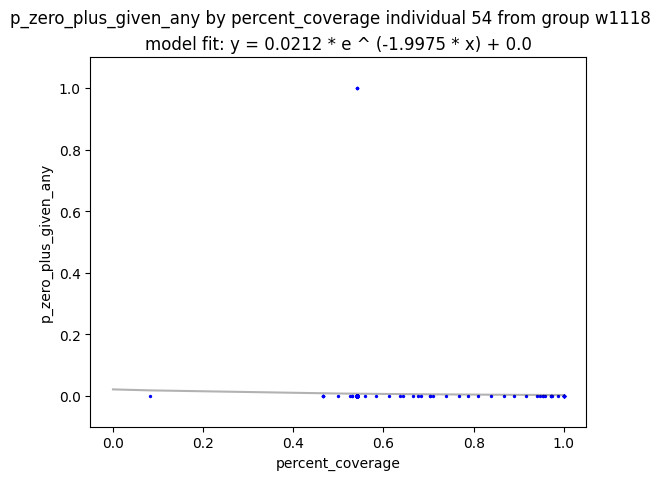 p_zero_plus_given_any by percent_coverage individual 54 from group w1118
model fit: y = 0.0212 * e ^ (-1.9975 * x) + 0.0
1.0
0.8
0.6
0.4
0.2
0.0
p_zero_plus_given_any
0.0 0.2 0.4 0.6 0.8 1.0
percent_coverage